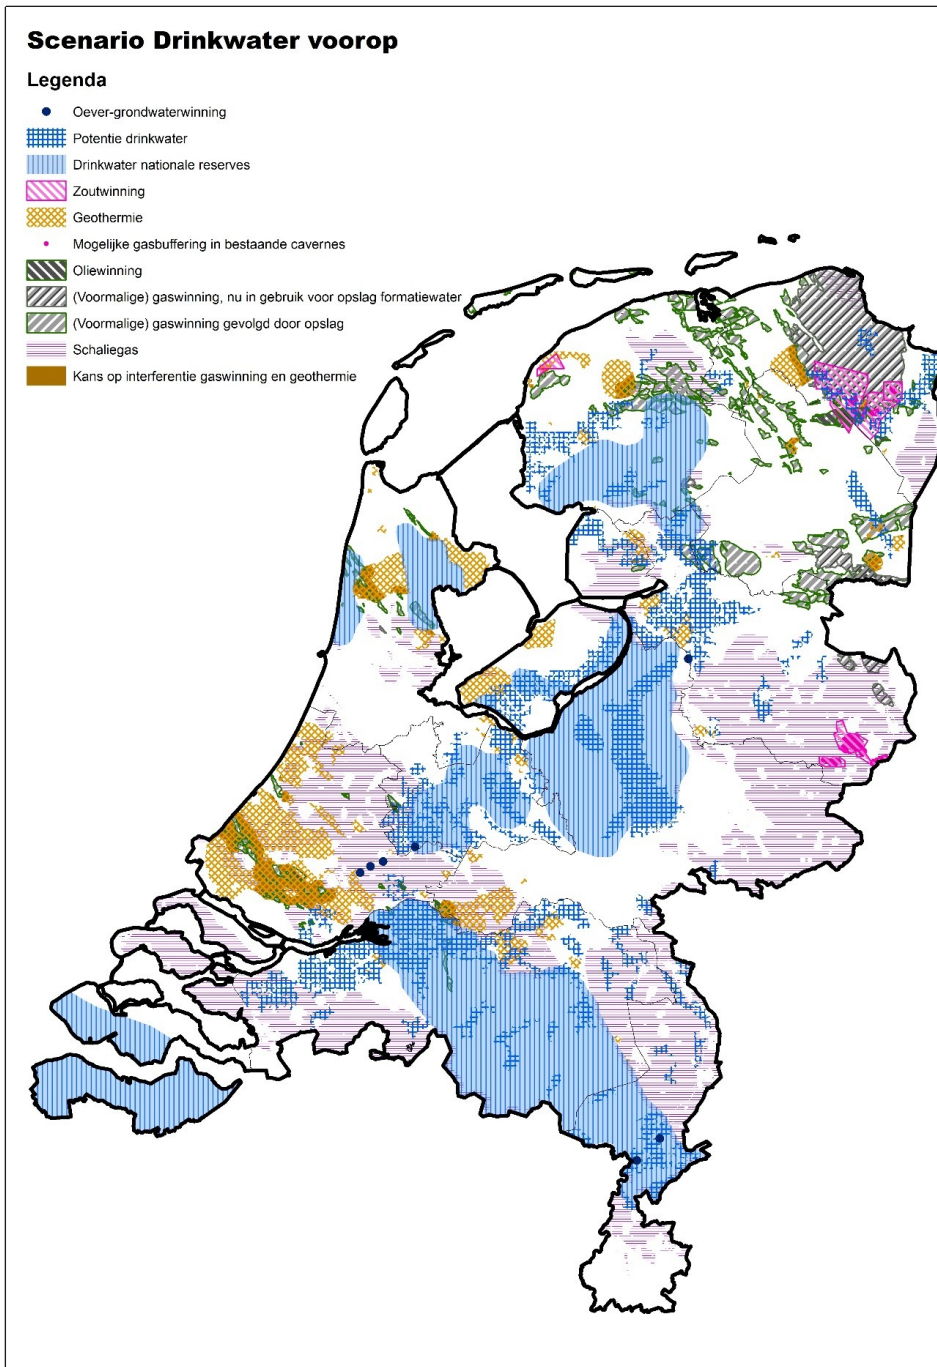 Scenario Drinkwater voorop
Legenda
Oever-grondwaterwinning
Potentie drinkwater
Drinkwater nationale reserves
Zoutwinning
Geothermie
Mogelijke gasbuffering in bestaande cavernes
Oliewinning
(Voormalige) gaswinning, nu in gebruik voor opslag formatiewater
(Voormalige) gaswinning gevolgd door opslag
Schaliegas
Kans op interferentie gaswinning en geothermie